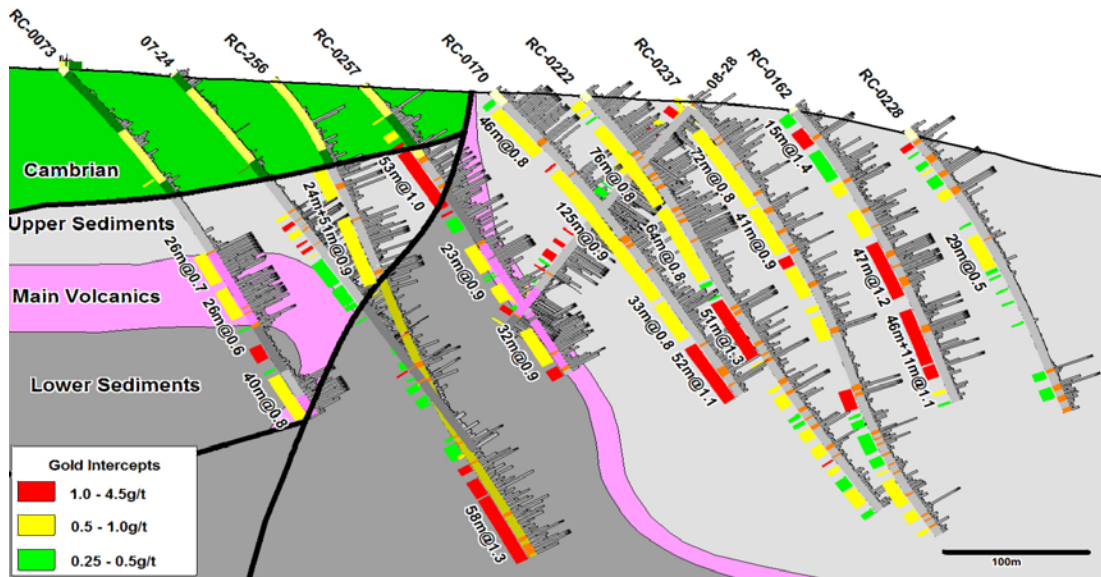 RC-0073
07-24
RC-256
RC-0257
RC-0170
RC-0222
RC-0237
08-28
RC-0162
RC-0228
Cambrian
Upper Sediments
Main Volcanics
Lower Sediments
26m@0.7
26m@0.6
40m@0.8
24m+51m@0.9
53m@1.0
23m@0.9
32m@0.9
58m@1.3
46m@0.8
125m@0.9
33m@0.8
52m@1.1
76m@0.8
64m@0.8
51m@1.3
72m@0.8
41m@0.9
15m@1.4
47m@1.2
46m+11m@1.1
29m@0.5
Gold Intercepts
1.0 - 4.5g/t
0.5 - 1.0g/t
0.25 - 0.5g/t
100m